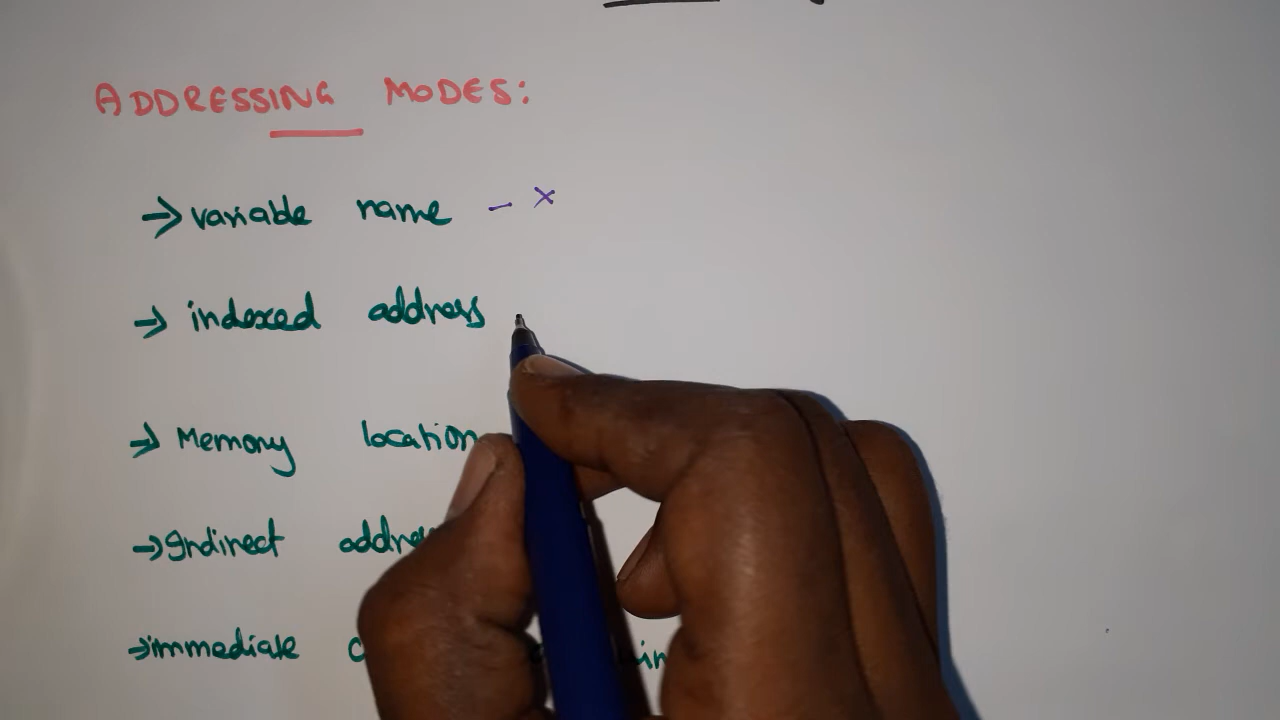 ADDRESSING MODES:
→ variable name - x
→ indexed address
→ Memory location
→ Indirect
→ immediate